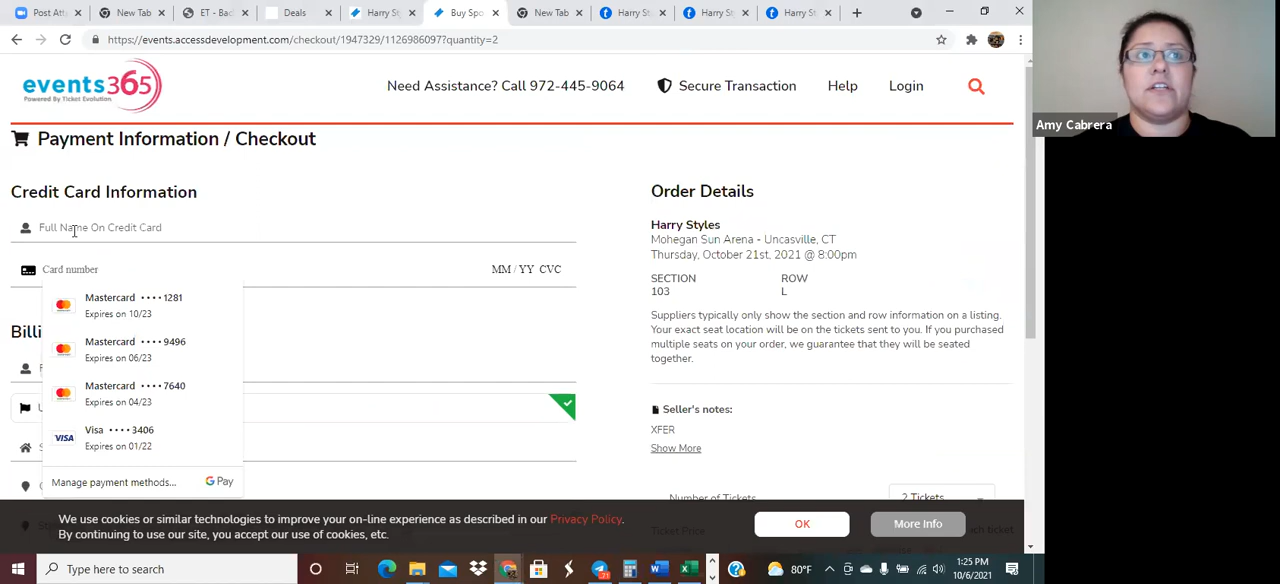 Post Att
New Tab
ET - Bac
Deals
Harry St
Buy Spo
New Tab
Harry St
Harry St
Harry St
https://events.accessdevelopment.com/checkout/1947329/1126986097?quantity=2
events365
Powered By Ticket Evolution
Need Assistance? Call 972-445-9064
Secure Transaction
Help
Login
Amy Cabrera
Payment Information / Checkout
Credit Card Information
Full Name On Credit Card
Card number
MM / YY CVC
Mastercard •••• 1281
Expires on 10/23
Mastercard •••• 9496
Expires on 06/23
Mastercard •••• 7640
Expires on 04/23
Visa •••• 3406
Expires on 01/22
VISA
Manage payment methods...
G Pay
Billi
Order Details
Harry Styles
Mohegan Sun Arena - Uncasville, CT
Thursday, October 21st, 2021 @ 8:00pm
SECTION
ROW
103
L
Suppliers typically only show the section and row information on a listing.
Your exact seat location will be on the tickets sent to you. If you purchased
multiple seats on your order, we guarantee that they will be seated
together.
Seller's notes:
XFER
Show More
Number of Tickets
2 Tickets
Ticket Price
each ticket
We use cookies or similar technologies to improve your on-line experience as described in our Privacy Policy.
By continuing to use our site, you accept our use of cookies, etc.
OK
More Info
Type here to search
80°F
1:25 PM
10/6/2021